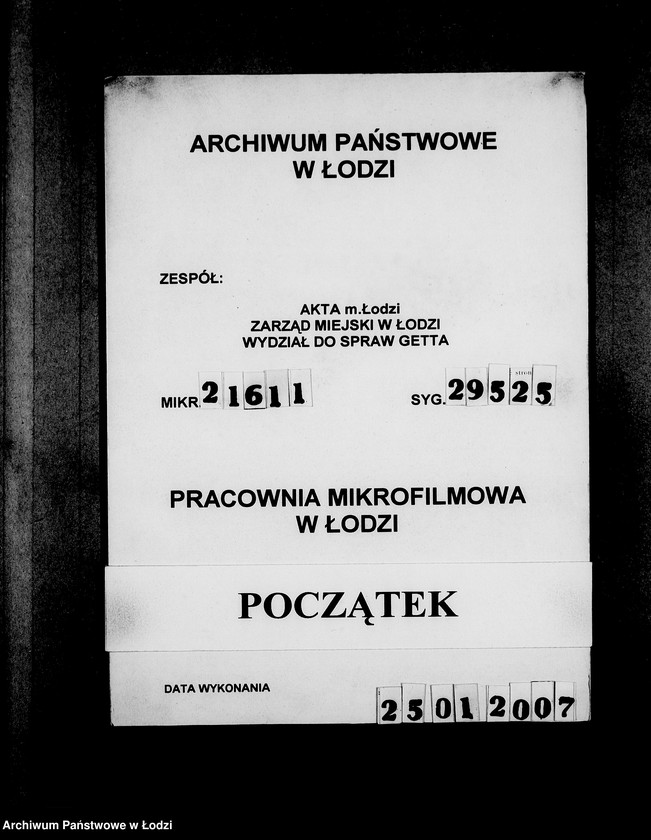 ARCHIWUM PAŃSTWOWE
W ŁODZI
ZESPÓŁ:
AKTA m.Łodzi
ZARZĄD MIEJSKI W ŁODZI
WYDZIAŁ DO SPRAW GETTA
MIKR. 21611 SYG. 29525
PRACOWNIA MIKROFILMOWA
W ŁODZI
POCZĄTEK
DATA WYKONANIA 25 01 2007
Archiwum Państwowe w Łodzi